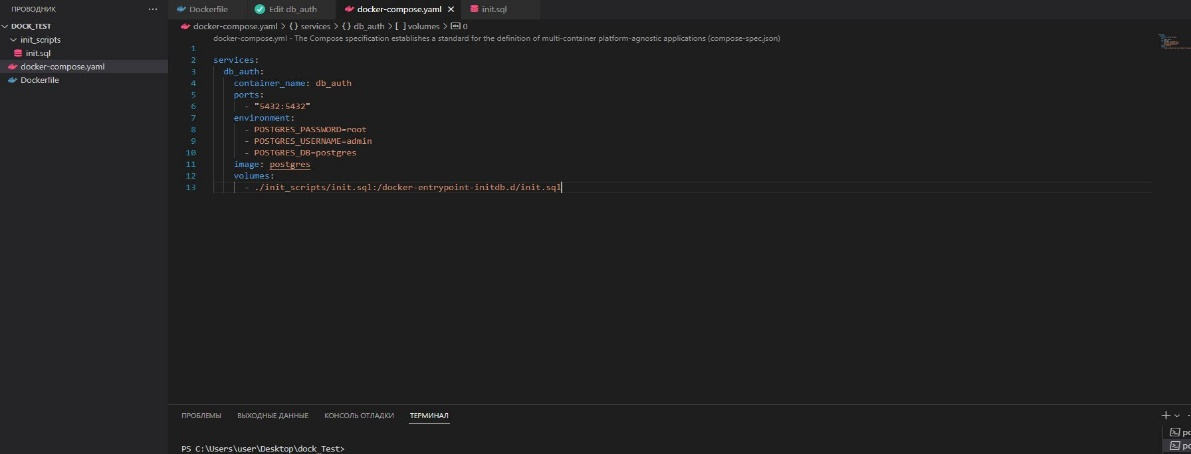 ПРОВОДНИК
DOCK_TEST
init_scripts
init.sql
docker-compose.yaml
Dockerfile
Dockerfile
Edit db_auth
docker-compose.yaml
init.sql
docker-compose.yaml > {} services > {} db_auth > [ ] volumes > 0
docker-compose.yml - The Compose specification establishes a standard for the definition of multi-container platform-agnostic applications (compose-spec.json)
1
2 services:
3 db_auth:
4 container_name: db_auth
5 ports:
6 - "5432:5432"
7 environment:
8 - POSTGRES_PASSWORD=root
9 - POSTGRES_USERNAME=admin
10 - POSTGRES_DB=postgres
11 image: postgres
12 volumes:
13 - ./init_scripts/init.sql:/docker-entrypoint-initdb.d/init.sql
ПРОБЛЕМЫ ВЫХОДНЫЕ ДАННЫЕ КОНСОЛЬ ОТЛАДКИ ТЕРМИНАЛ
PS C:\Users\user\Desktop\dock_Test>